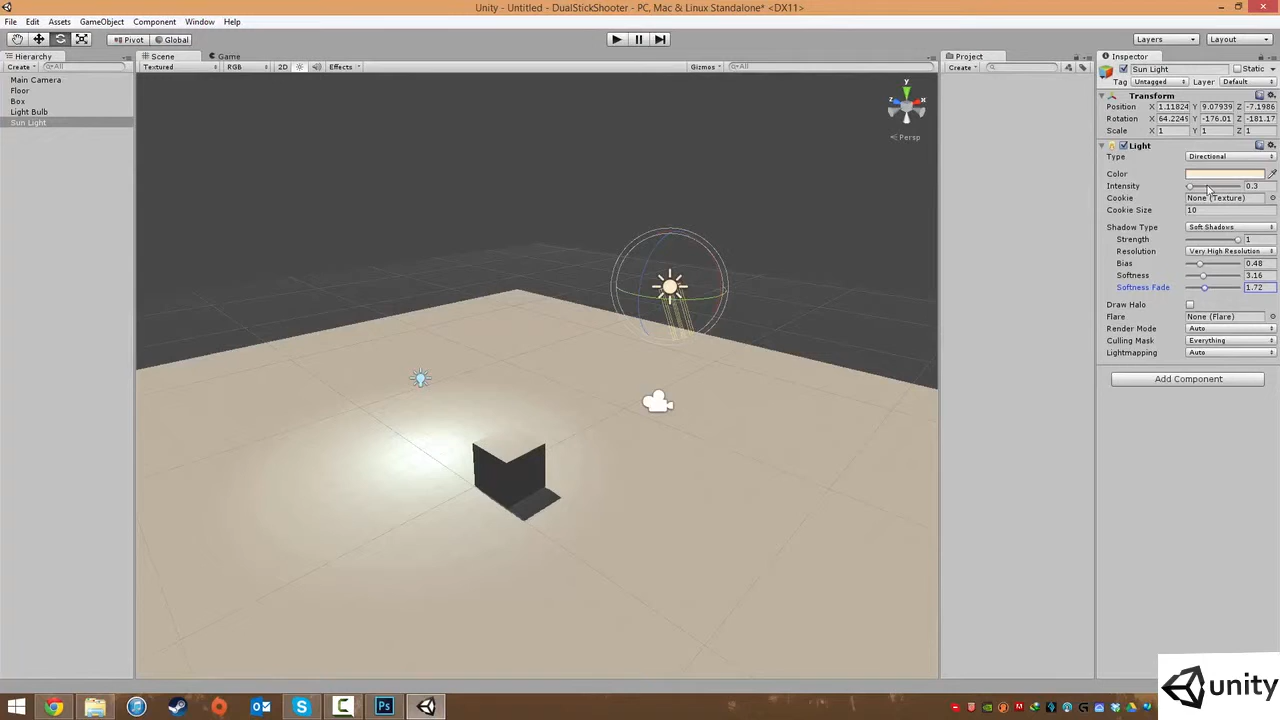 Unity - Untitled - DualStickShooter - PC, Mac & Linux Standalone* <DX11>
File Edit Assets GameObject Component Window Help
Pivot Global Layers Layout
Hierarchy Scene Game Project Inspector
Create All Textured RGB 2D Effects Gizmos All Create Sun Light Static
Tag Untagged Layer Default
Main Camera
Floor
Box
Light Bulb
Sun Light
y
z x
Persp
Transform
Position X 1.11824 Y 9.07939 Z -7.1986
Rotation X 64.2249 Y -176.01 Z -181.17
Scale X 1 Y 1 Z 1
Light
Type Directional
Color
Intensity 0.3
Cookie None (Texture)
Cookie Size 10
Shadow Type Soft Shadows
Strength 1
Resolution Very High Resolution
Bias 0.48
Softness 3.16
Softness Fade 1.72
Draw Halo
Flare None (Flare)
Render Mode Auto
Culling Mask Everything
Lightmapping Auto
Add Component
Ps
unity